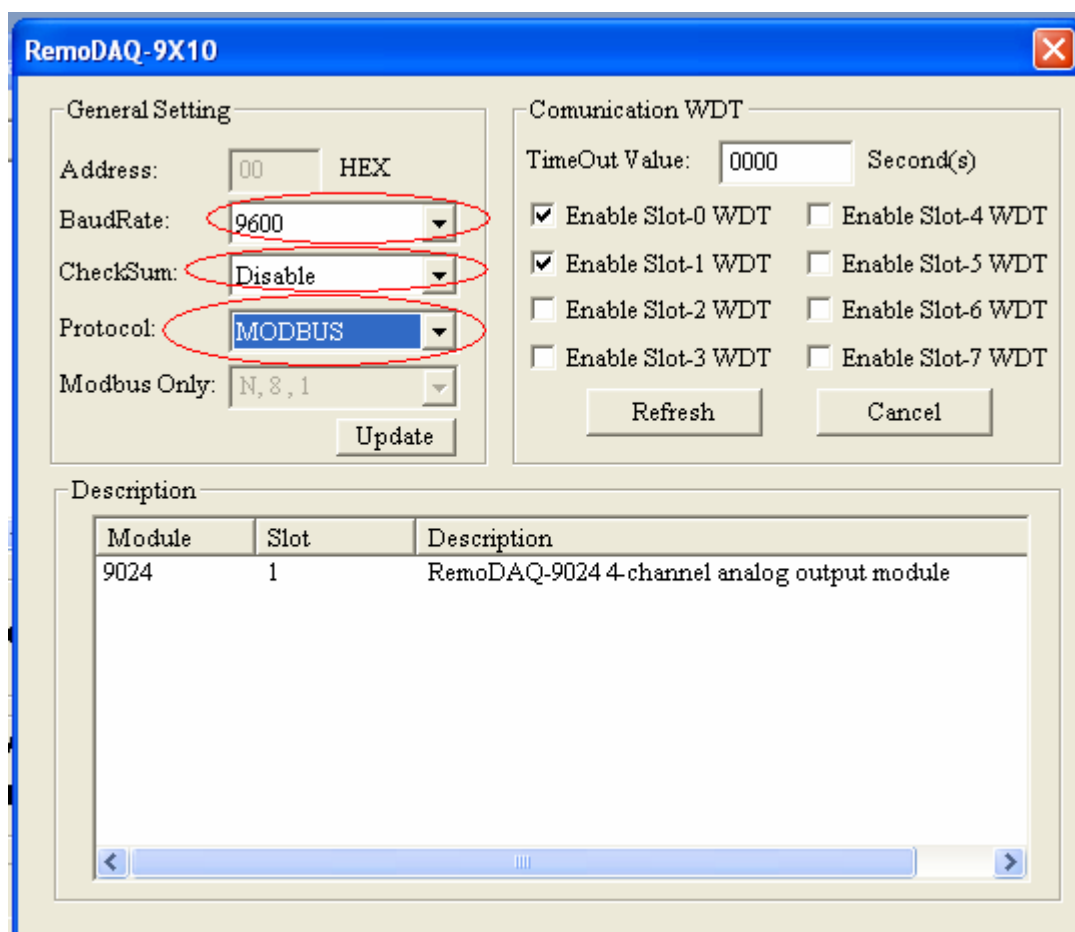 RemoDAQ-9X10
General Setting
Address: 00 HEX
BaudRate: 9600
CheckSum: Disable
Protocol: MODBUS
Modbus Only: N, 8 , 1
Update
Comunication WDT
TimeOut Value: 0000 Second(s)
Enable Slot-0 WDT Enable Slot-4 WDT
Enable Slot-1 WDT Enable Slot-5 WDT
Enable Slot-2 WDT Enable Slot-6 WDT
Enable Slot-3 WDT Enable Slot-7 WDT
Refresh Cancel
Description
Module Slot Description
9024 1 RemoDAQ-9024 4-channel analog output module